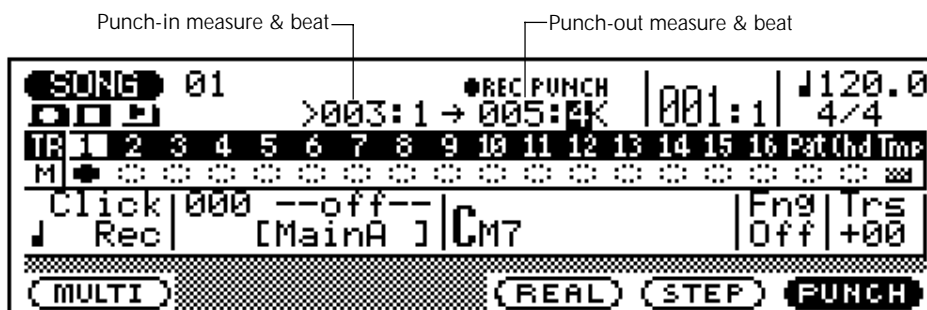 Punch-in measure & beat Punch-out measure & beat
SONG 01 REC PUNCH 001:1 ♩120.0
>003:1→005:4< 4/4
TR 1 2 3 4 5 6 7 8 9 10 11 12 13 14 15 16 Pat Chd Tmp
M
Click 000 --off-- CM7 Fng Trs
♩ Rec [MainA ] Off +00
MULTI REAL STEP PUNCH